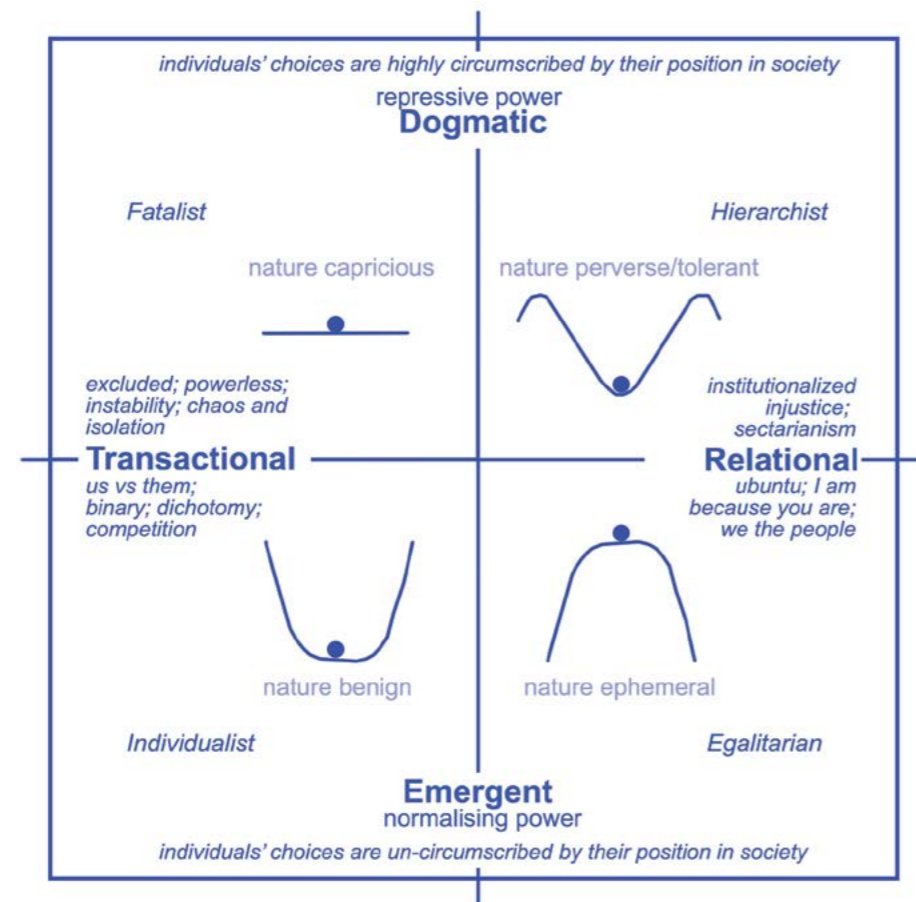 individuals' choices are highly circumscribed by their position in society
repressive power
Dogmatic
Fatalist
Hierarchist
nature capricious
nature perverse/tolerant
excluded; powerless;
instability; chaos and
isolation
institutionalized
injustice;
sectarianism
Transactional
Relational
us vs them;
binary; dichotomy;
competition
ubuntu; I am
because you are;
we the people
nature benign
nature ephemeral
Individualist
Egalitarian
Emergent
normalising power
individuals' choices are un-circumscribed by their position in society